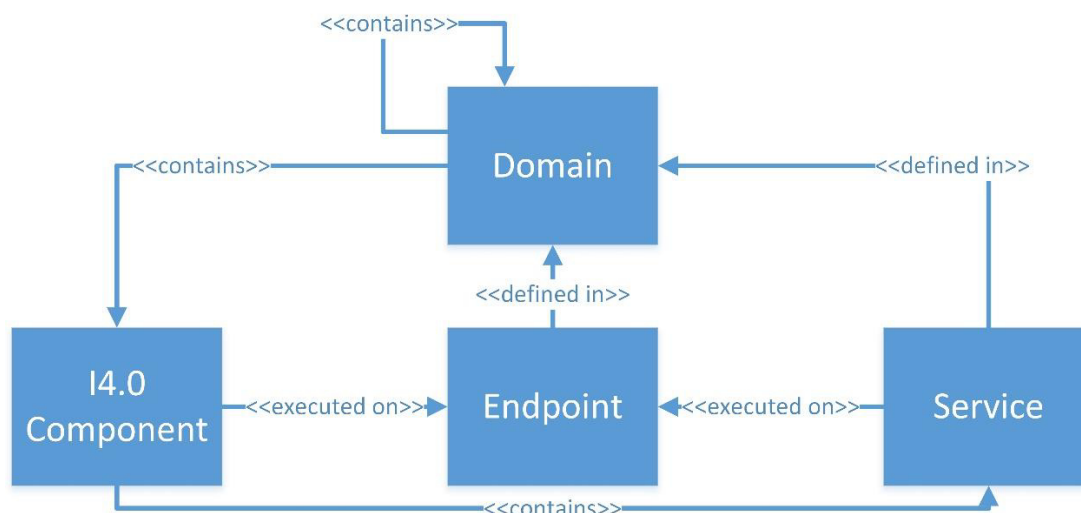 <<contains>>
<<contains>>
Domain
<<defined in>>
<<defined in>>
I4.0
Component
<<executed on>>
Endpoint
<<executed on>>
Service
<<contains>>